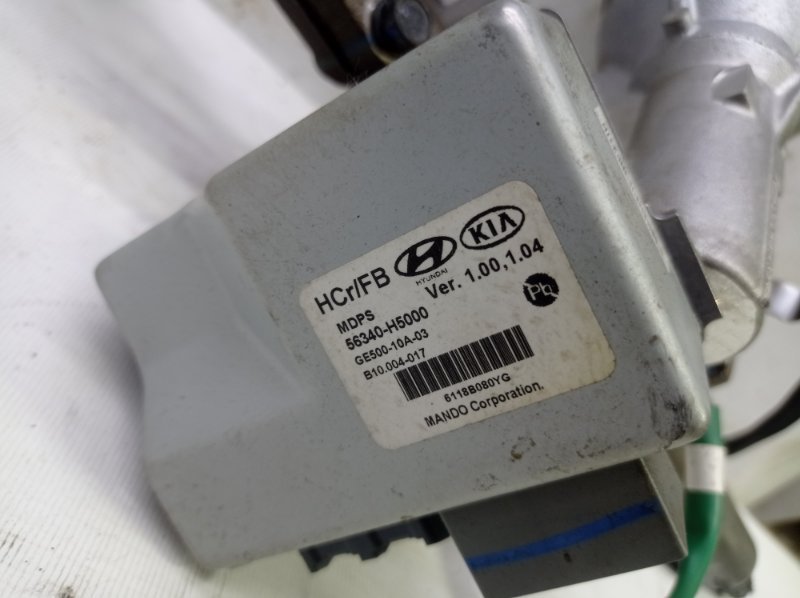 HCr/FB HYUNDAI KIA
MDPS Ver. 1.00,1.04
56340-H5000
GE500-10A-03
B10.004-017
Pb
6118B080YG
MANDO Corporation.